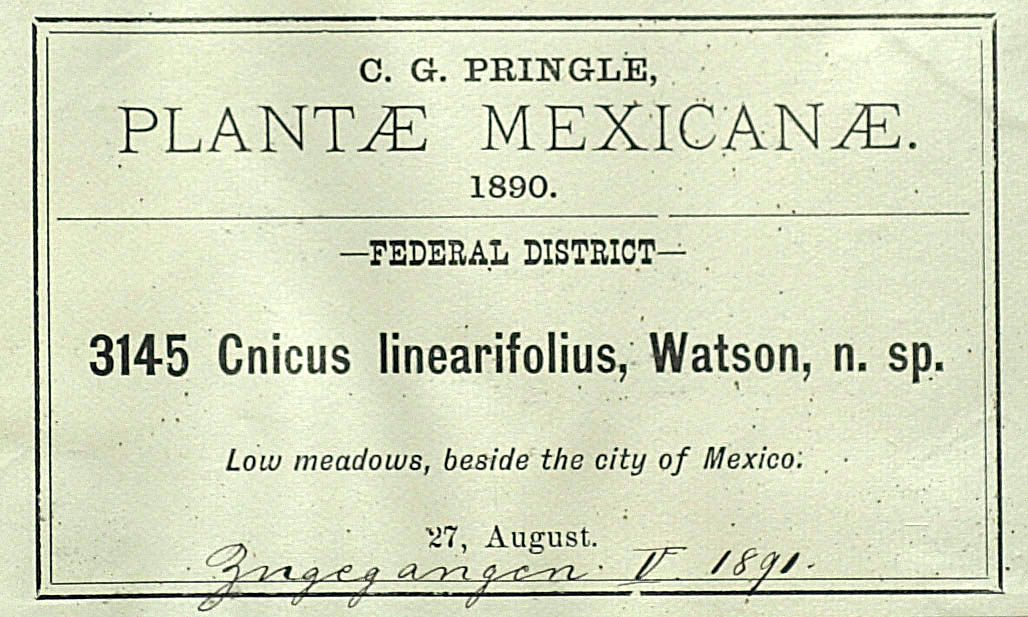 C. G. PRINGLE,
PLANTÆ MEXICANÆ.
1890.
—FEDERAL DISTRICT—
3145 Cnicus linearifolius, Watson, n. sp.
Low meadows, beside the city of Mexico.
27, August.
Zugegangen V. 1891.